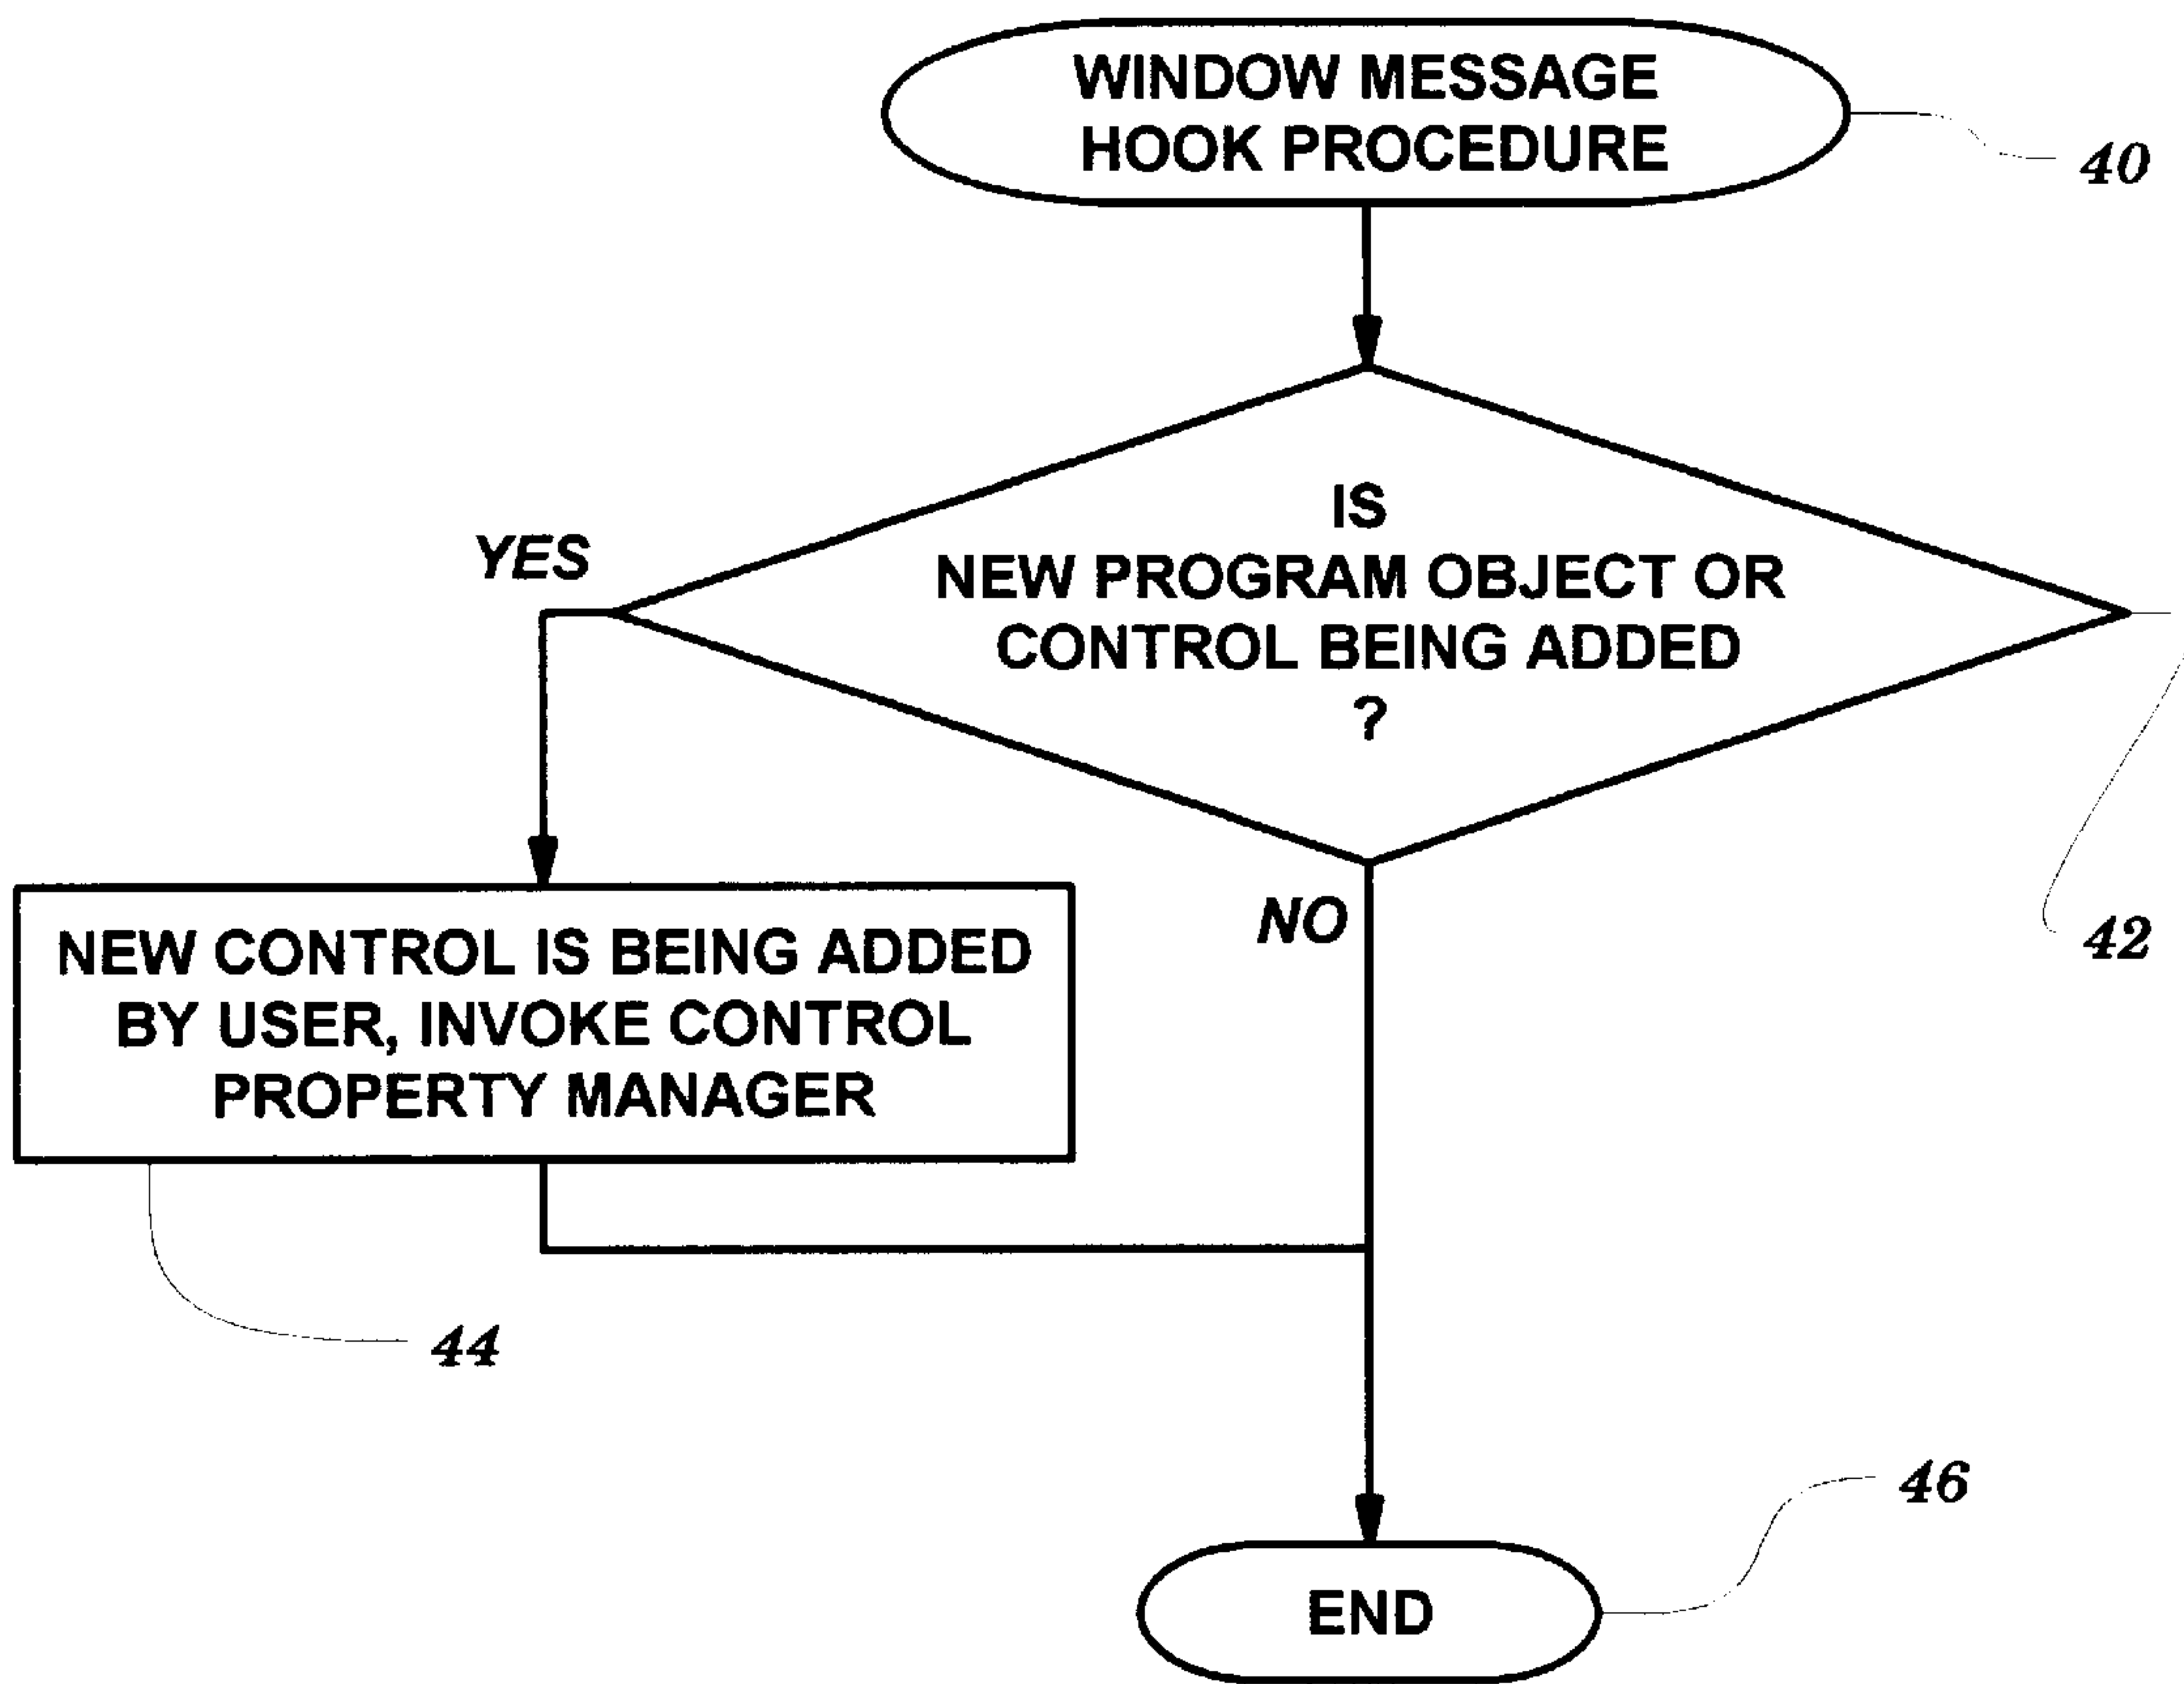 WINDOW MESSAGE
HOOK PROCEDURE
40
IS
NEW PROGRAM OBJECT OR
CONTROL BEING ADDED
?
YES
NO
42
NEW CONTROL IS BEING ADDED
BY USER, INVOKE CONTROL
PROPERTY MANAGER
44
46
END